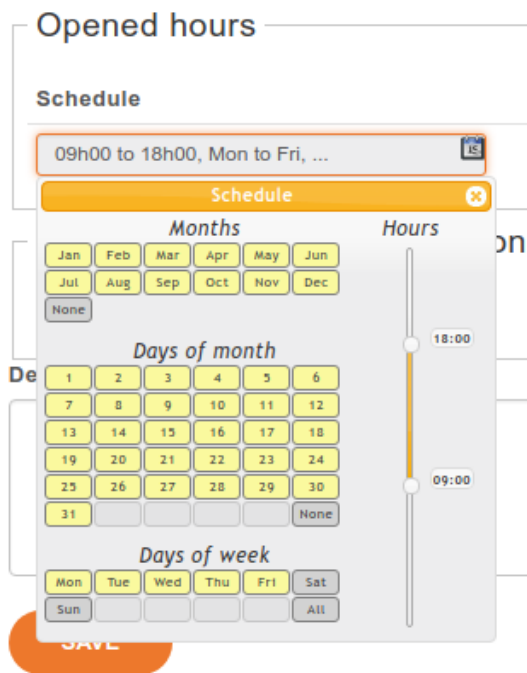 Opened hours
Schedule
09h00 to 18h00, Mon to Fri, ...
Schedule
Months
Hours
Jan Feb Mar Apr May Jun
Jul Aug Sep Oct Nov Dec
None
18:00
Days of month
1 2 3 4 5 6
7 8 9 10 11 12
13 14 15 16 17 18
19 20 21 22 23 24
25 26 27 28 29 30
31 None
09:00
Days of week
Mon Tue Wed Thu Fri Sat
Sun All
on
De
SAVE